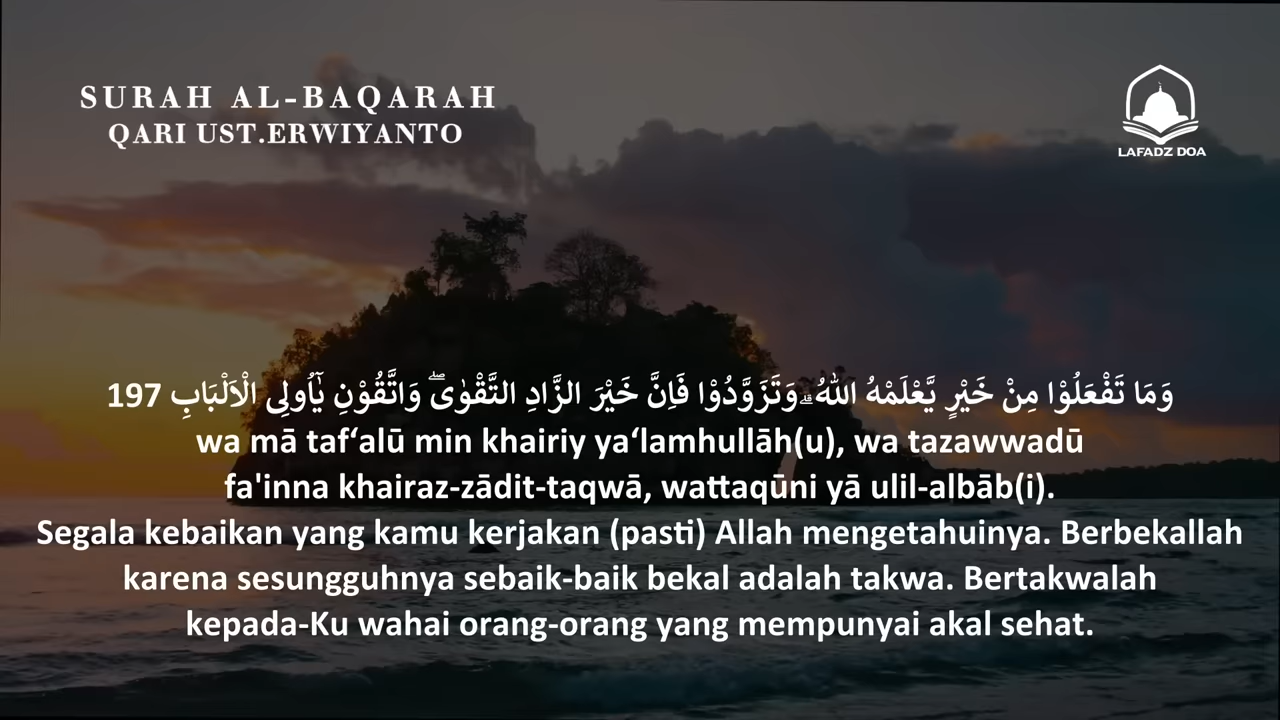 SURAH AL-BAQARAH
QARI UST.ERWIYANTO
LAFADZ DOA
وَمَا تَفْعَلُوْا مِنْ خَيْرٍ يَّعْلَمْهُ اللّٰهُ ۗوَتَزَوَّدُوْا فَاِنَّ خَيْرَ الزَّادِ التَّقْوٰىۖ وَاتَّقُوْنِ يٰٓاُولِى الْاَلْبَابِ 197
wa mā taf‘alū min khairiy ya‘lamhullāh(u), wa tazawwadū
fa'inna khairaz-zādit-taqwā, wattaqūni yā ulil-albāb(i).
Segala kebaikan yang kamu kerjakan (pasti) Allah mengetahuinya. Berbekallah
karena sesungguhnya sebaik-baik bekal adalah takwa. Bertakwalah
kepada-Ku wahai orang-orang yang mempunyai akal sehat.